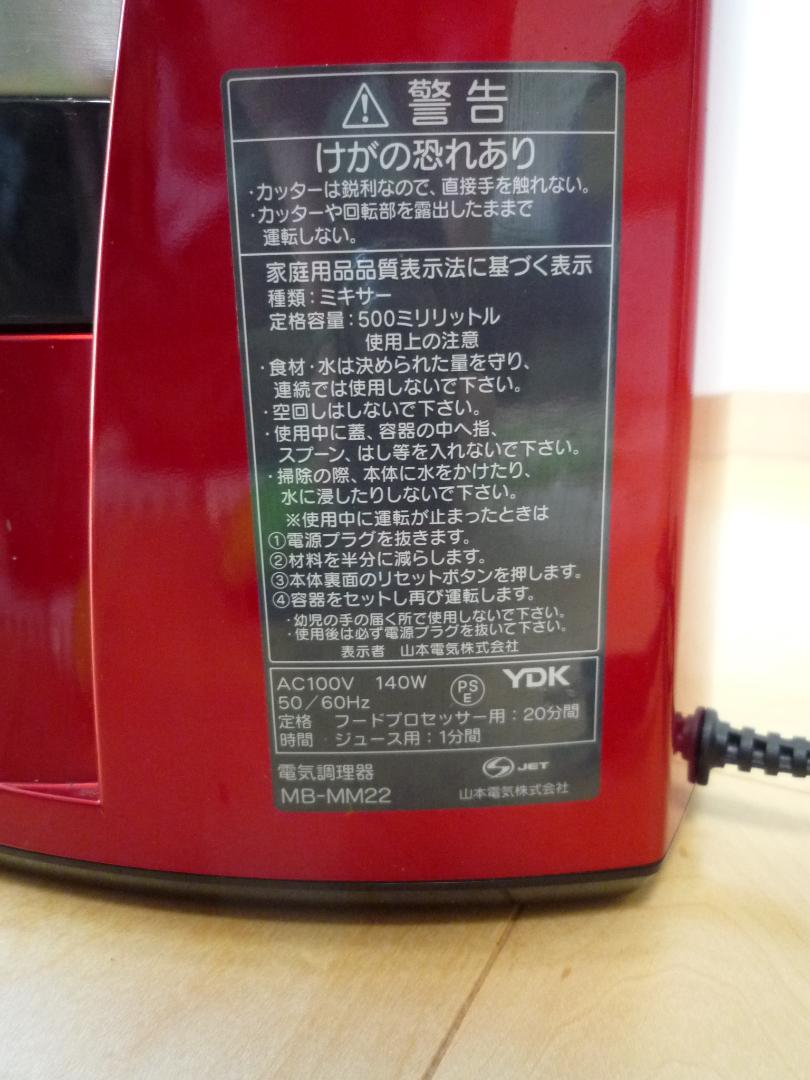 警告
けがの恐れあり
・カッターは鋭利なので、直接手を触れない。
・カッターや回転部を露出したままで
運転しない。
家庭用品品質表示法に基づく表示
種類：ミキサー
定格容量：500ミリリットル
使用上の注意
・食材・水は決められた量を守り、
連続では使用しないで下さい。
・空回しはしないで下さい。
・使用中に蓋、容器の中へ指、
スプーン、はし等を入れないで下さい。
・掃除の際、本体に水をかけたり、
水に浸したりしないで下さい。
※使用中に運転が止まったときは
①電源プラグを抜きます。
②材料を半分に減らします。
③本体裏面のリセットボタンを押します。
④容器をセットし再び運転します。
・幼児の手の届く所で使用しないで下さい。
・使用後は必ず電源プラグを抜いて下さい。
表示者 山本電気株式会社
AC100V 140W PSE YDK
50／60Hz
定格 フードプロセッサー用：20分間
時間 ジュース用：1分間
電気調理器 S JET
MB-MM22 山本電気株式会社